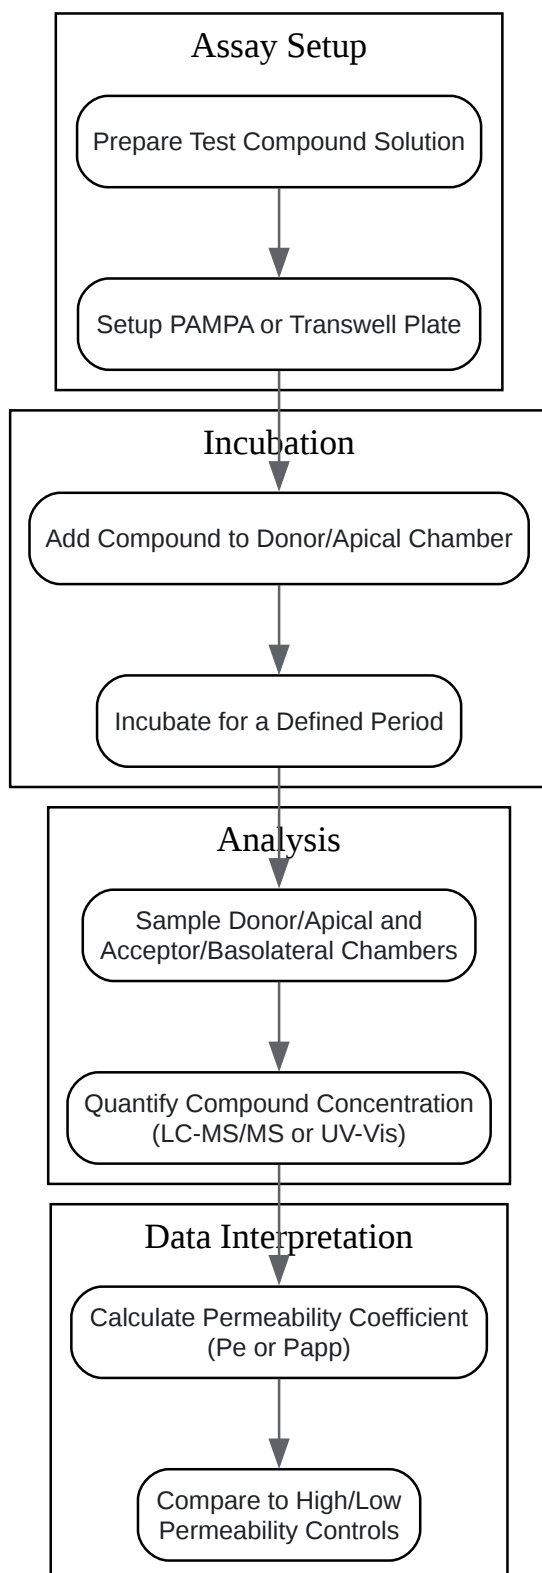 Assay Setup
Prepare Test Compound Solution
Setup PAMPA or Transwell Plate
Incubation
Add Compound to Donor/Apical Chamber
Incubate for a Defined Period
Analysis
Sample Donor/Apical and
Acceptor/Basolateral Chambers
Quantify Compound Concentration
(LC-MS/MS or UV-Vis)
Data Interpretation
Calculate Permeability Coefficient
(Pe or Papp)
Compare to High/Low
Permeability Controls